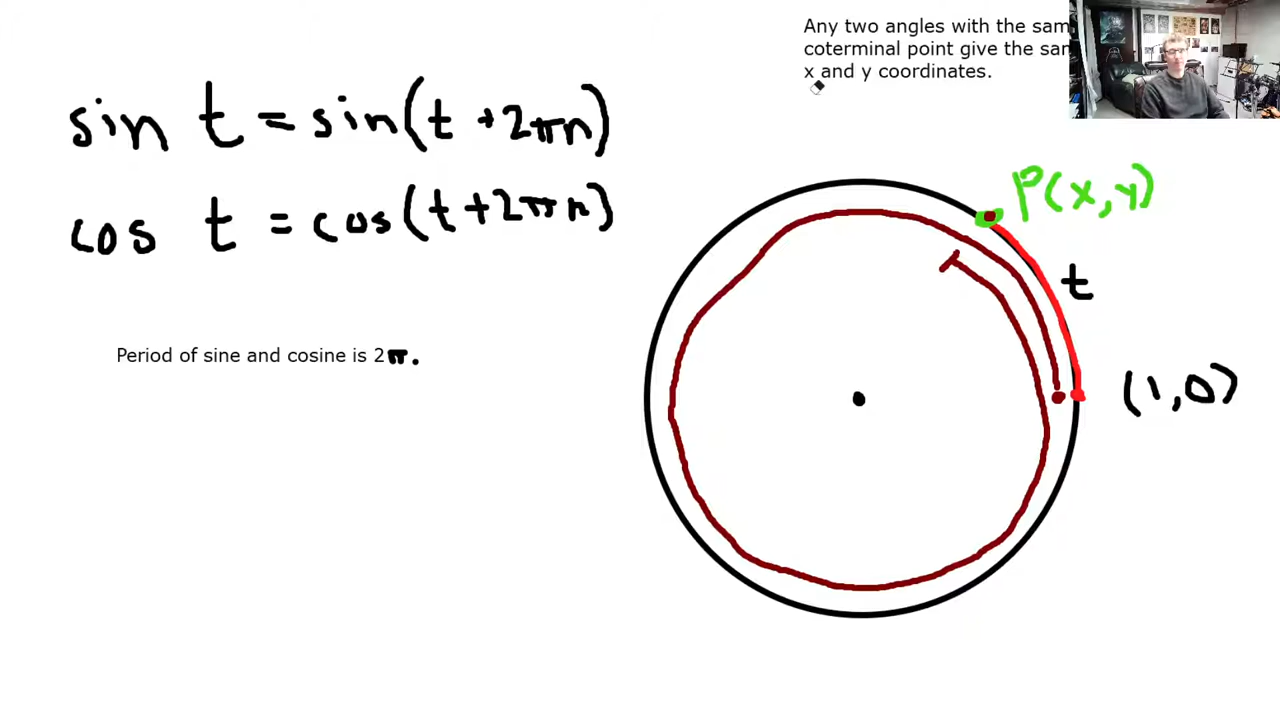 Any two angles with the sam
coterminal point give the san
x and y coordinates.
sin t = sin(t + 2πn)
cos t = cos(t + 2πn)
P(x,y)
t
Period of sine and cosine is 2π.
(1,0)